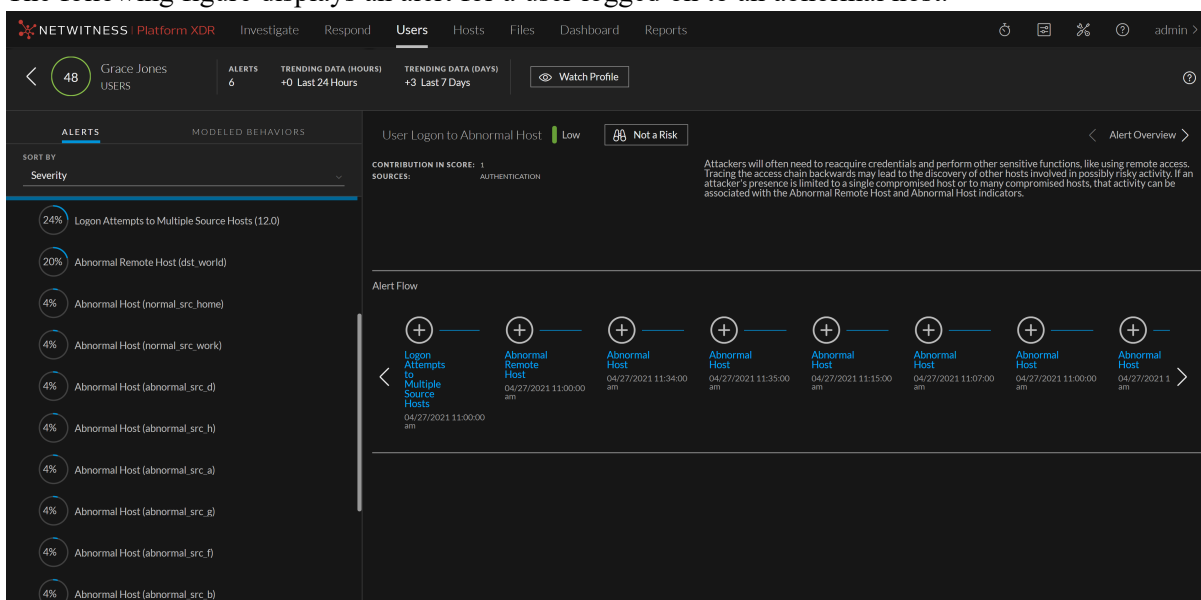 The following figure displays an alert for a user logged on to an abnormal host.
NETWITNESS Platform XDR Investigate Respond Users Hosts Files Dashboard Reports admin >
48 Grace Jones
USERS
ALERTS
6
TRENDING DATA (HOURS)
+0 Last 24 Hours
TRENDING DATA (DAYS)
+3 Last 7 Days
Watch Profile
ALERTS MODELED BEHAVIORS
SORT BY
Severity
24% Logon Attempts to Multiple Source Hosts (12.0)
20% Abnormal Remote Host (dst_world)
4% Abnormal Host (normal_src_home)
4% Abnormal Host (normal_src_work)
4% Abnormal Host (abnormal_src_d)
4% Abnormal Host (abnormal_src_h)
4% Abnormal Host (abnormal_src_a)
4% Abnormal Host (abnormal_src_g)
4% Abnormal Host (abnormal_src_f)
4% Abnormal Host (abnormal_src_b)
User Logon to Abnormal Host Low Not a Risk Alert Overview
CONTRIBUTION IN SCORE: 1
SOURCES: AUTHENTICATION
Attackers will often need to reacquire credentials and perform other sensitive functions, like using remote access.
Tracing the access chain backwards may lead to the discovery of other hosts involved in possibly risky activity. If an
attacker's presence is limited to a single compromised host or to many compromised hosts, that activity can be
associated with the Abnormal Remote Host and Abnormal Host indicators.
Alert Flow
Logon
Attempts
to
Multiple
Source
Hosts
04/27/2021 11:00:00
am
Abnormal
Remote
Host
04/27/2021 11:00:00
am
Abnormal
Host
04/27/2021 11:34:00
am
Abnormal
Host
04/27/2021 11:35:00
am
Abnormal
Host
04/27/2021 11:15:00
am
Abnormal
Host
04/27/2021 11:07:00
am
Abnormal
Host
04/27/2021 11:00:00
am
Abnormal
Host
04/27/2021 1
am